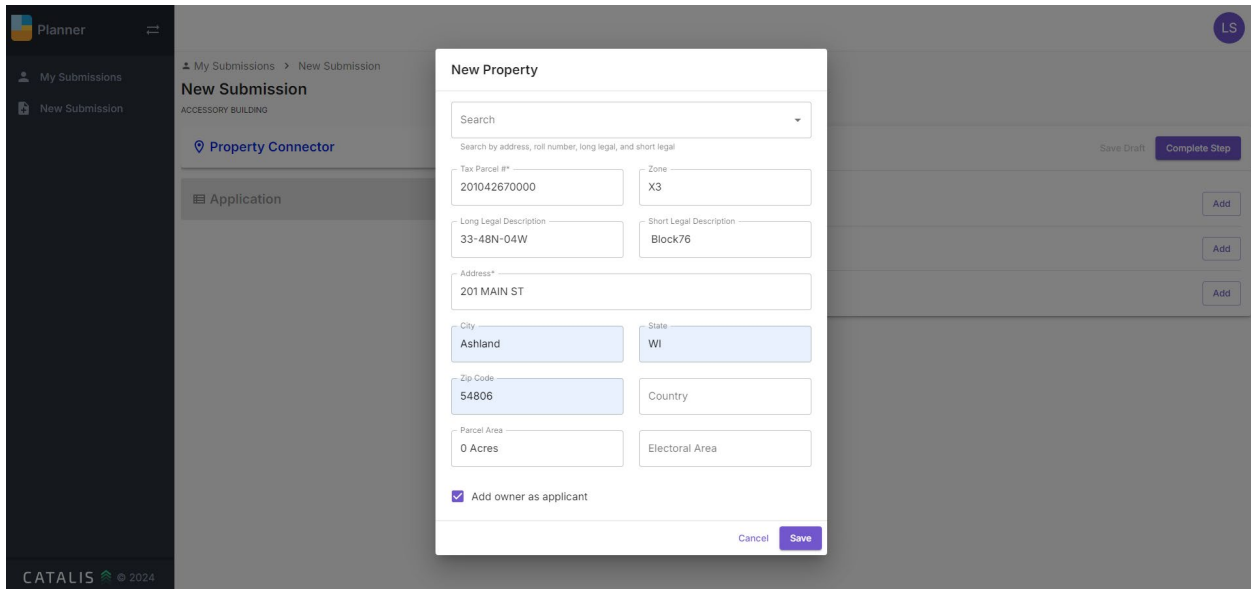 Planner
LS
My Submissions
New Submission
My Submissions > New Submission
New Submission
ACCESSORY BUILDING
Property Connector
Save Draft
Complete Step
Application
Add
Add
Add
New Property
Search
Search by address, roll number, long legal, and short legal
Tax Parcel #*
201042670000
Zone
X3
Long Legal Description
33-48N-04W
Short Legal Description
Block76
Address*
201 MAIN ST
City
Ashland
State
WI
Zip Code
54806
Country
Parcel Area
0 Acres
Electoral Area
Add owner as applicant
Cancel
Save
CATALIS © 2024